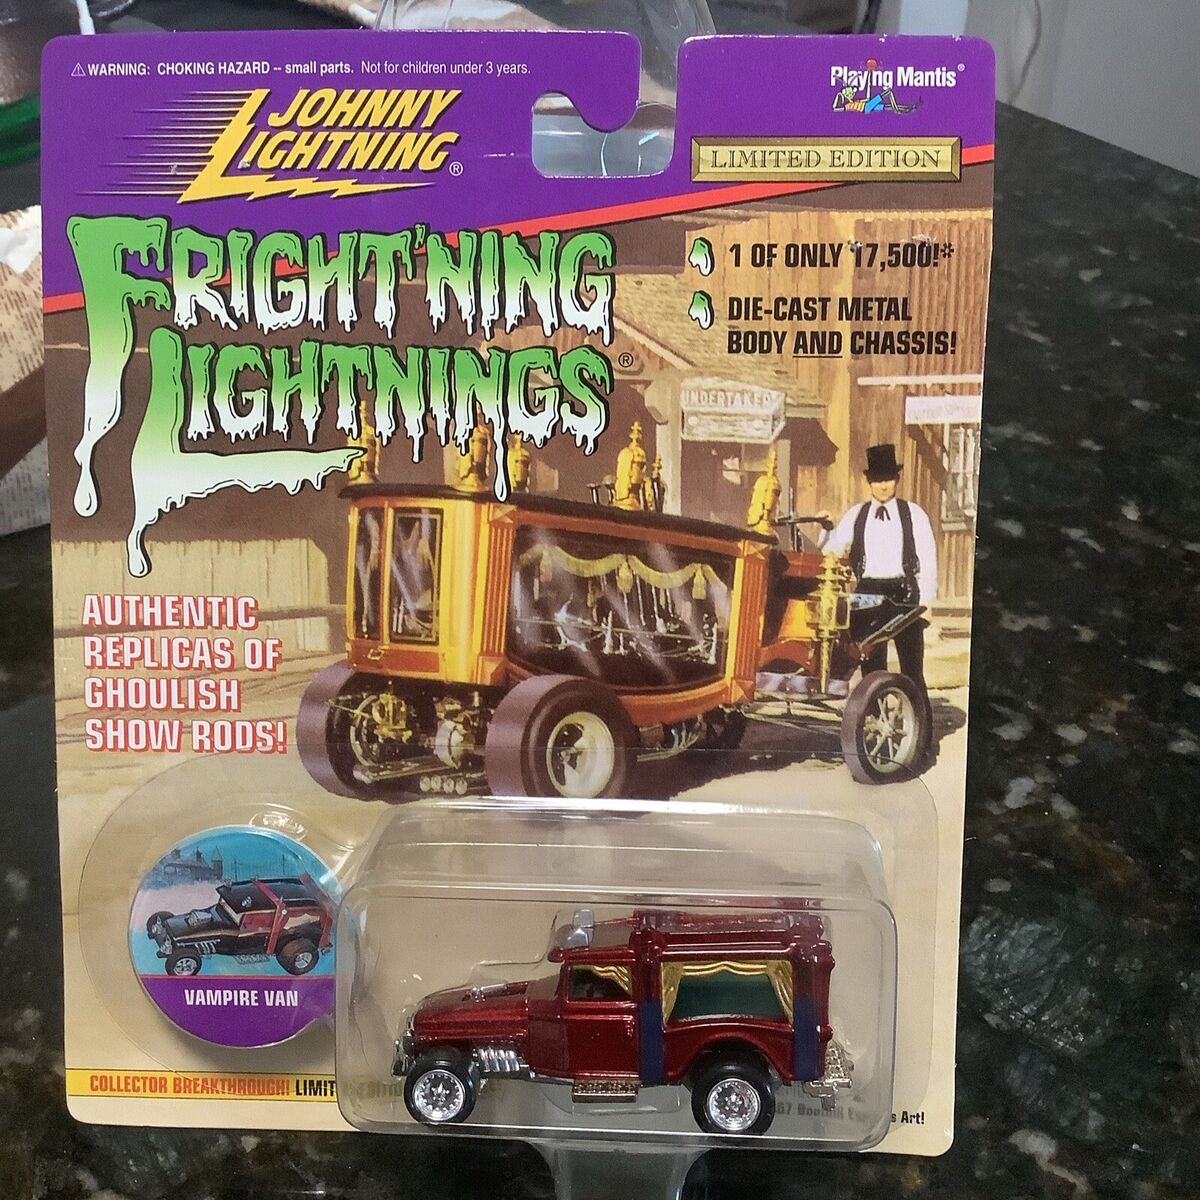 ⚠ WARNING: CHOKING HAZARD -- small parts. Not for children under 3 years.
Playing Mantis®
JOHNNY
LIGHTNING®
LIMITED EDITION
FRIGHT'NING
LIGHTNINGS®
1 OF ONLY 17,500!*
DIE-CAST METAL
BODY AND CHASSIS!
UNDERTAKER
AUTHENTIC
REPLICAS OF
GHOULISH
SHOW RODS!
VAMPIRE VAN
COLLECTOR BREAKTHROUGH! LIMIT
s Art!